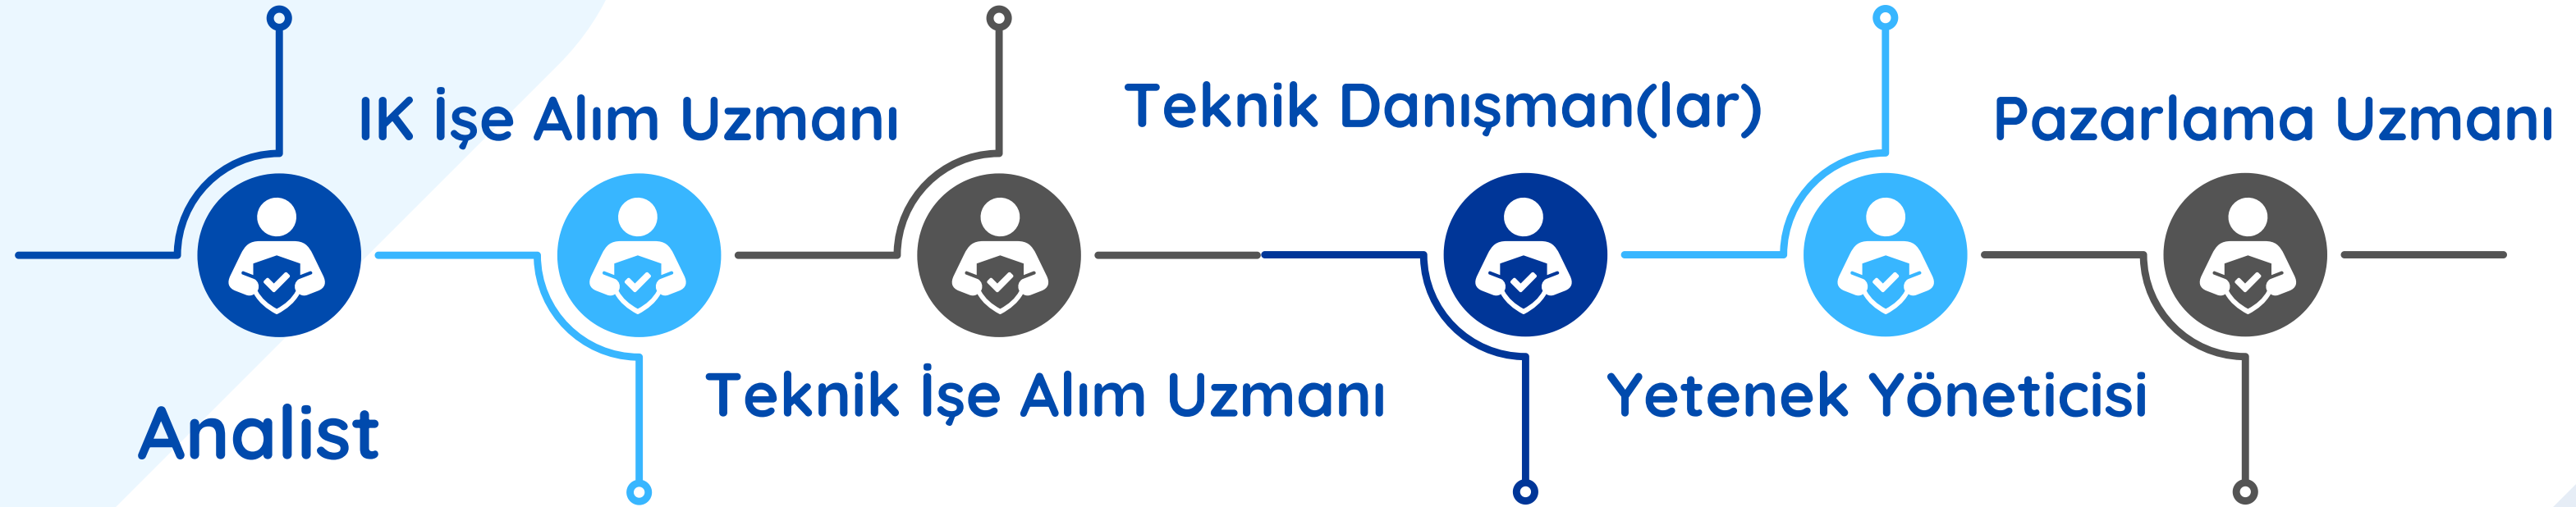 Analist
IK İşe Alım Uzmanı
Teknik İşe Alım Uzmanı
Teknik Danışman(lar)
Yetenek Yöneticisi
Pazarlama Uzmanı